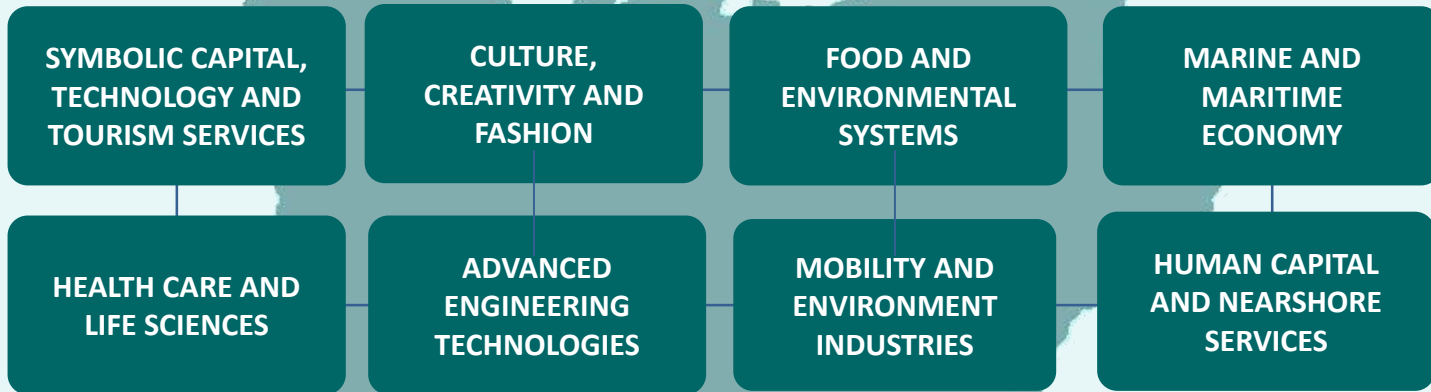 SYMBOLIC CAPITAL,
TECHNOLOGY AND
TOURISM SERVICES
CULTURE,
CREATIVITY AND
FASHION
FOOD AND
ENVIRONMENTAL
SYSTEMS
MARINE AND
MARITIME
ECONOMY
HEALTH CARE AND
LIFE SCIENCES
ADVANCED
ENGINEERING
TECHNOLOGIES
MOBILITY AND
ENVIRONMENT
INDUSTRIES
HUMAN CAPITAL
AND NEARSHORE
SERVICES